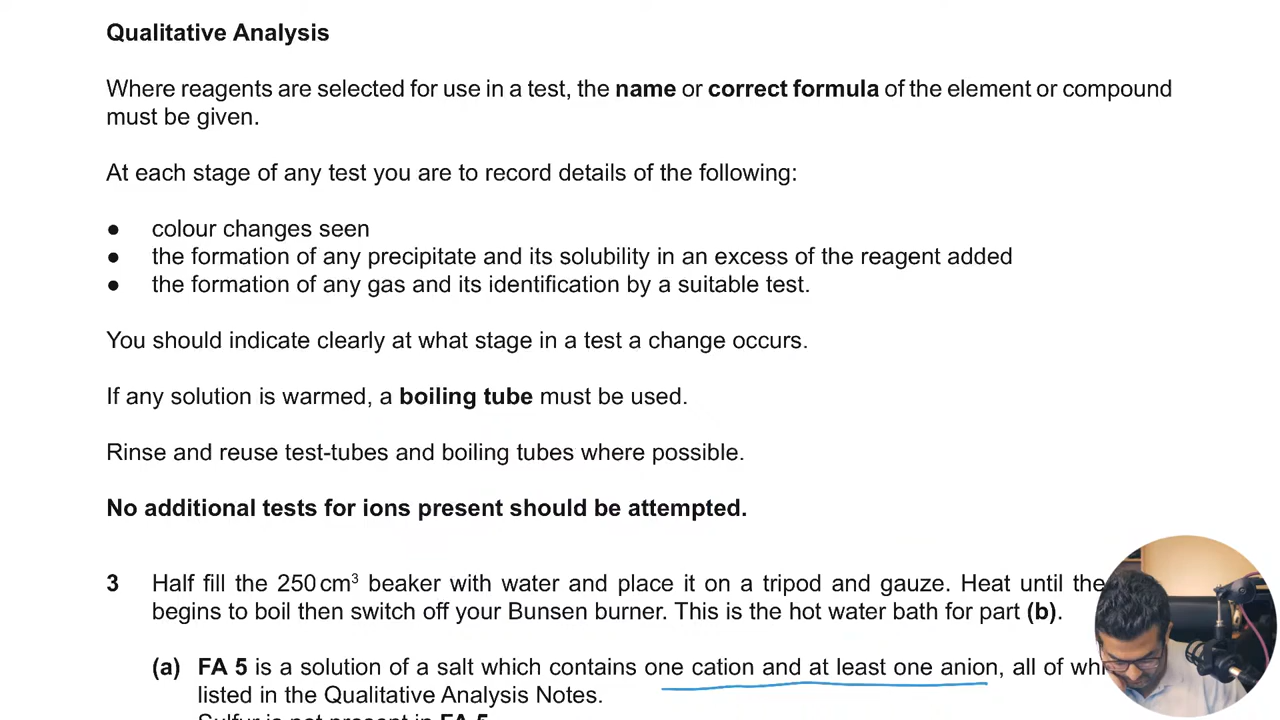 Qualitative Analysis
Where reagents are selected for use in a test, the name or correct formula of the element or compound
must be given.
At each stage of any test you are to record details of the following:
● colour changes seen
● the formation of any precipitate and its solubility in an excess of the reagent added
● the formation of any gas and its identification by a suitable test.
You should indicate clearly at what stage in a test a change occurs.
If any solution is warmed, a boiling tube must be used.
Rinse and reuse test-tubes and boiling tubes where possible.
No additional tests for ions present should be attempted.
3 Half fill the 250 cm³ beaker with water and place it on a tripod and gauze. Heat until the
begins to boil then switch off your Bunsen burner. This is the hot water bath for part (b).
(a) FA 5 is a solution of a salt which contains one cation and at least one anion, all of
listed in the Qualitative Analysis Notes.
Sulfur is not present in FA 5